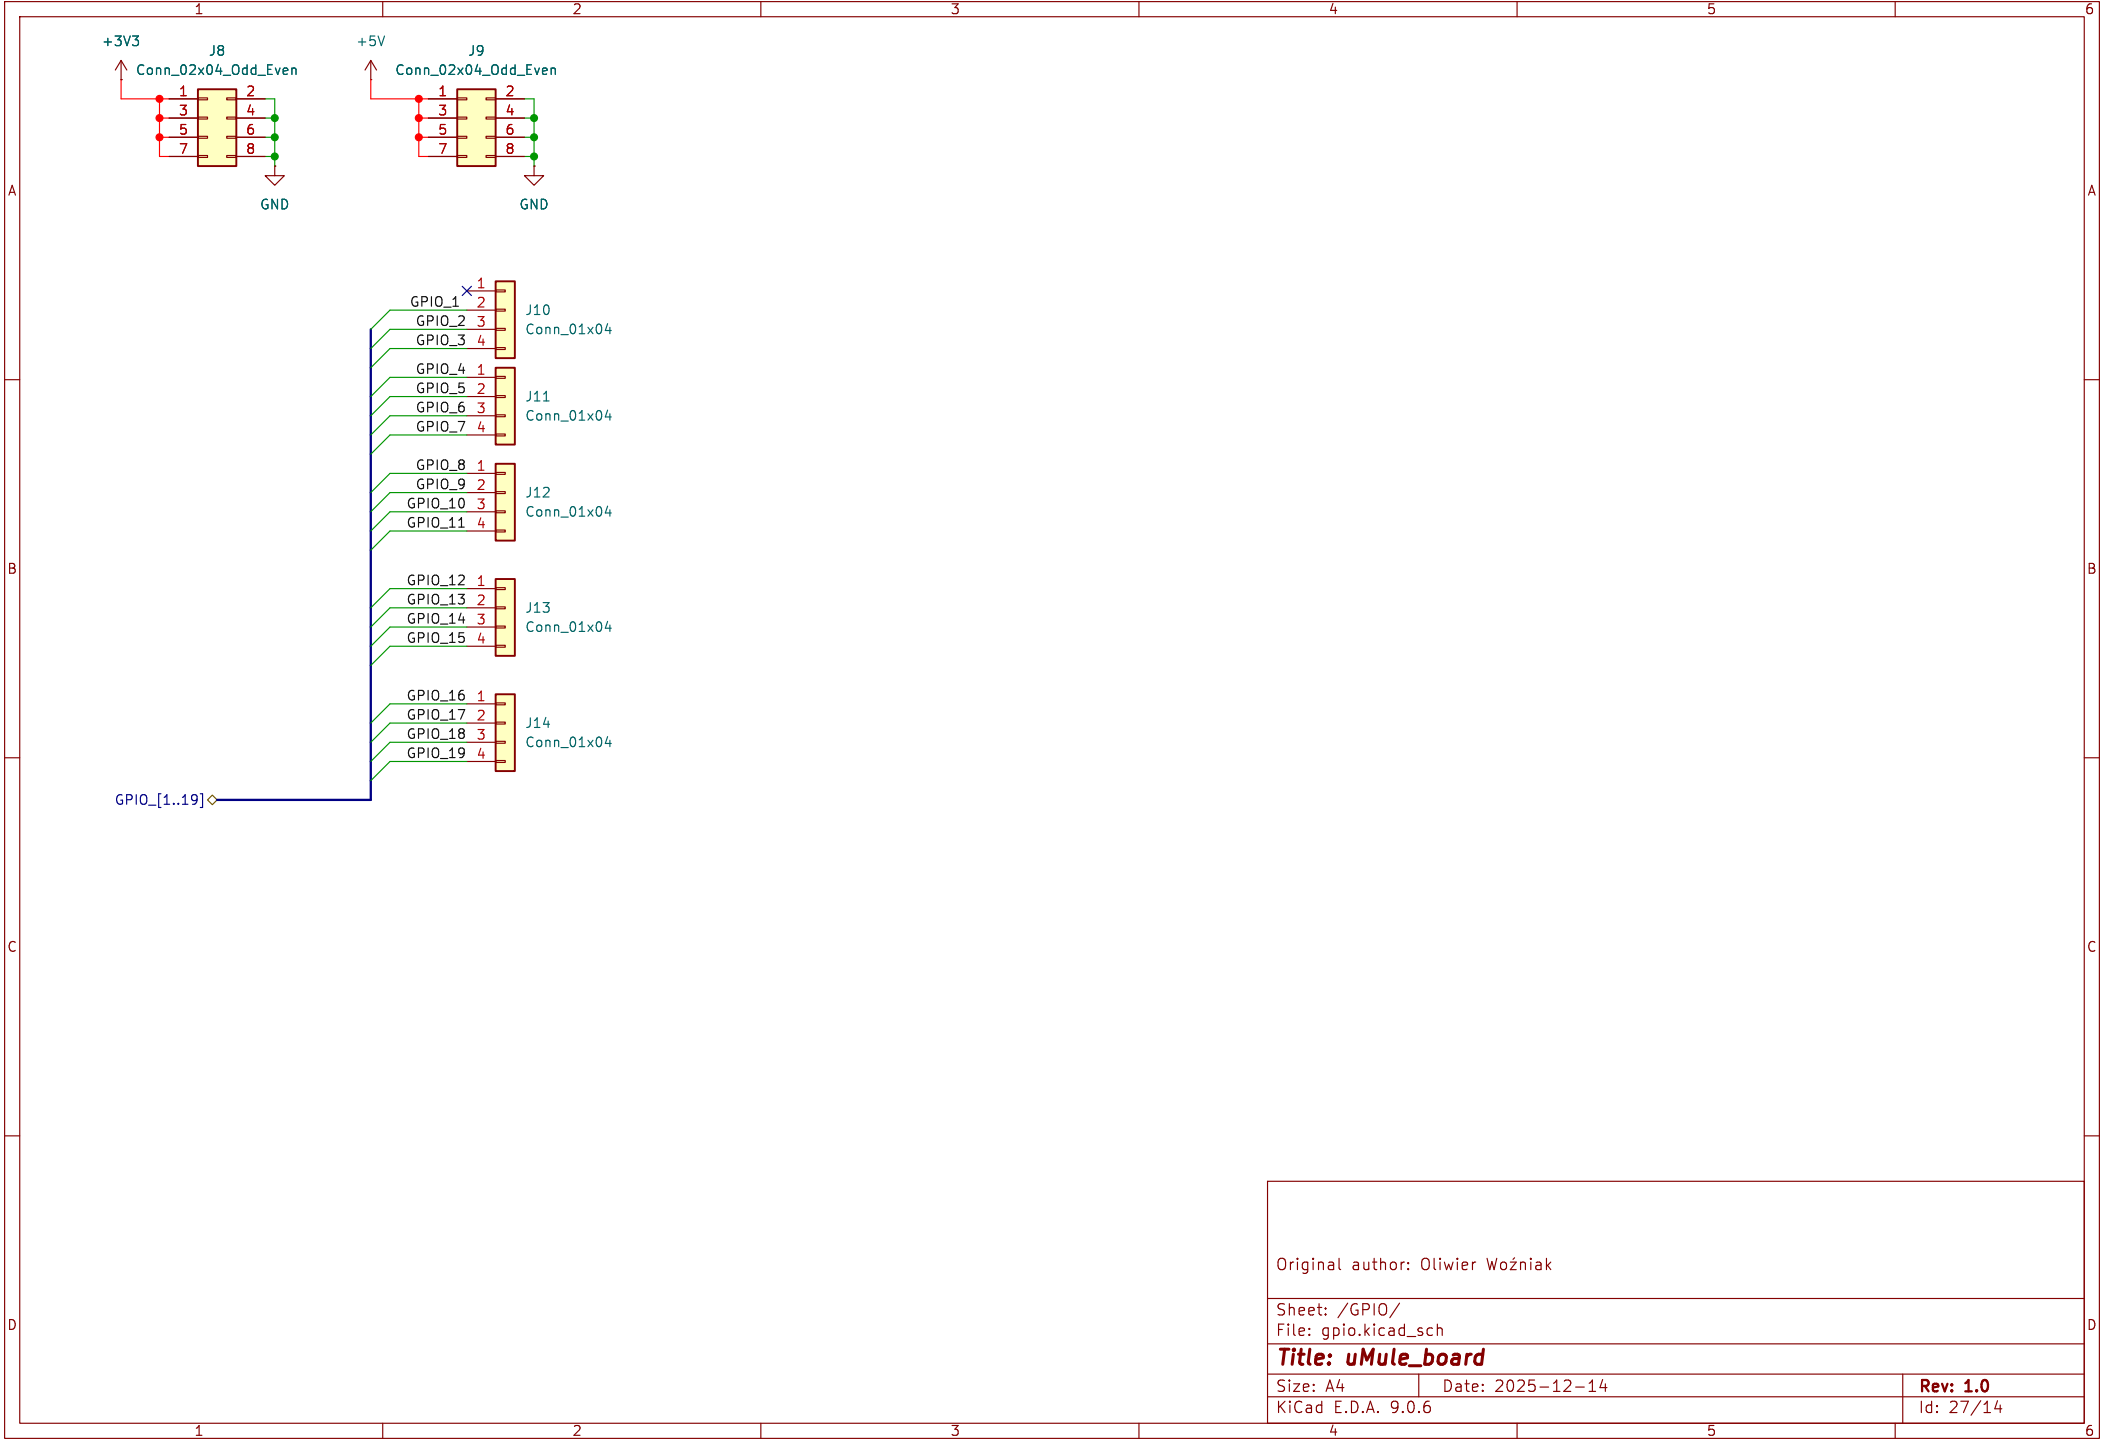 1 2 3 4 5 6
+3V3
+5V
J8
Conn_02x04_Odd_Even
1 2
3 4
5 6
7 8
GND
J9
Conn_02x04_Odd_Even
1 2
3 4
5 6
7 8
GND
A A
1
GPIO_1 2
GPIO_2 3
GPIO_3 4
J10
Conn_01x04
GPIO_4 1
GPIO_5 2
GPIO_6 3
GPIO_7 4
J11
Conn_01x04
GPIO_8 1
GPIO_9 2
GPIO_10 3
GPIO_11 4
J12
Conn_01x04
B B
GPIO_12 1
GPIO_13 2
GPIO_14 3
GPIO_15 4
J13
Conn_01x04
GPIO_16 1
GPIO_17 2
GPIO_18 3
GPIO_19 4
J14
Conn_01x04
GPIO_[1..19]
C C
Original author: Oliwier Woźniak
Sheet: /GPIO/
File: gpio.kicad_sch
D D
Title: uMule_board
Size: A4 Date: 2025-12-14 Rev: 1.0
KiCad E.D.A. 9.0.6 Id: 27/14
1 2 3 4 5 6